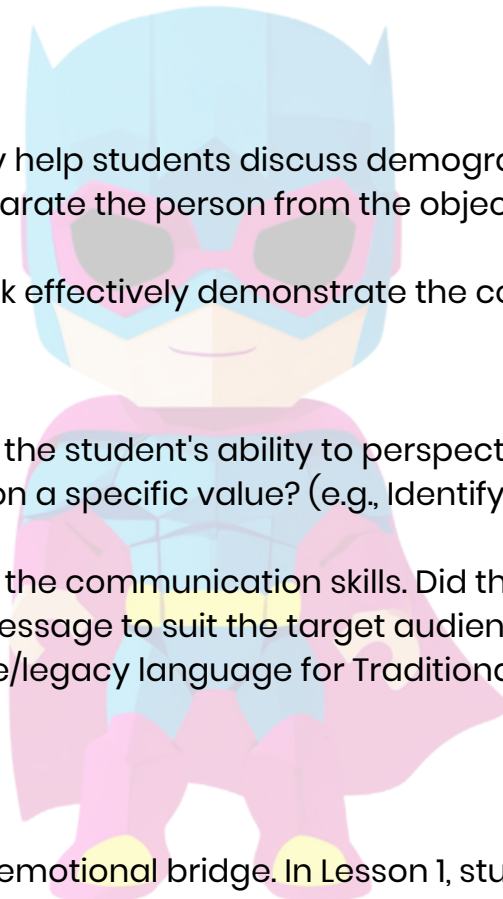 help students discuss demogra
arate the person from the objec
k effectively demonstrate the co
the student's ability to perspect
on a specific value? (e.g., Identify
the communication skills. Did th
essage to suit the target audien
e/legacy language for Traditiona
emotional bridge. In Lesson 1, stu